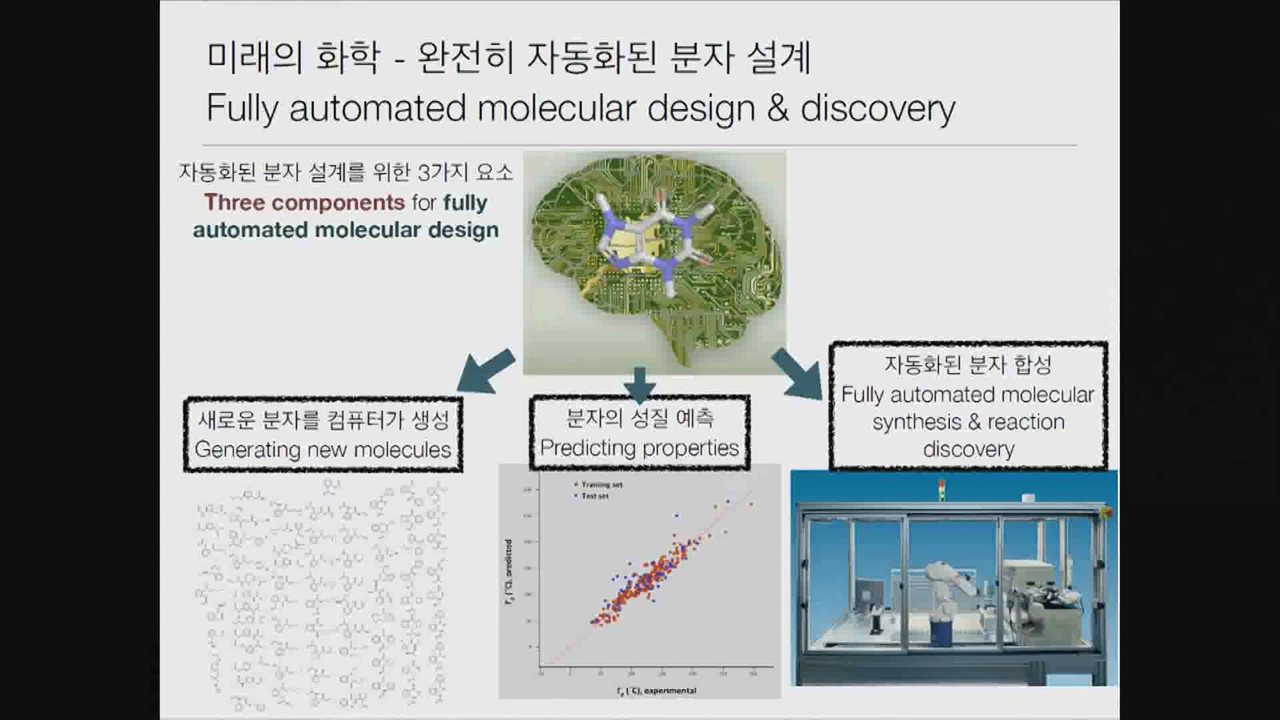 미래의 화학 - 완전히 자동화된 분자 설계
Fully automated molecular design & discovery
자동화된 분자 설계를 위한 3가지 요소
Three components for fully
automated molecular design
새로운 분자를 컴퓨터가 생성
Generating new molecules
분자의 성질 예측
Predicting properties
자동화된 분자 합성
Fully automated molecular
synthesis & reaction
discovery
Training set
Test set
(°C), predicted
(°C), experimental